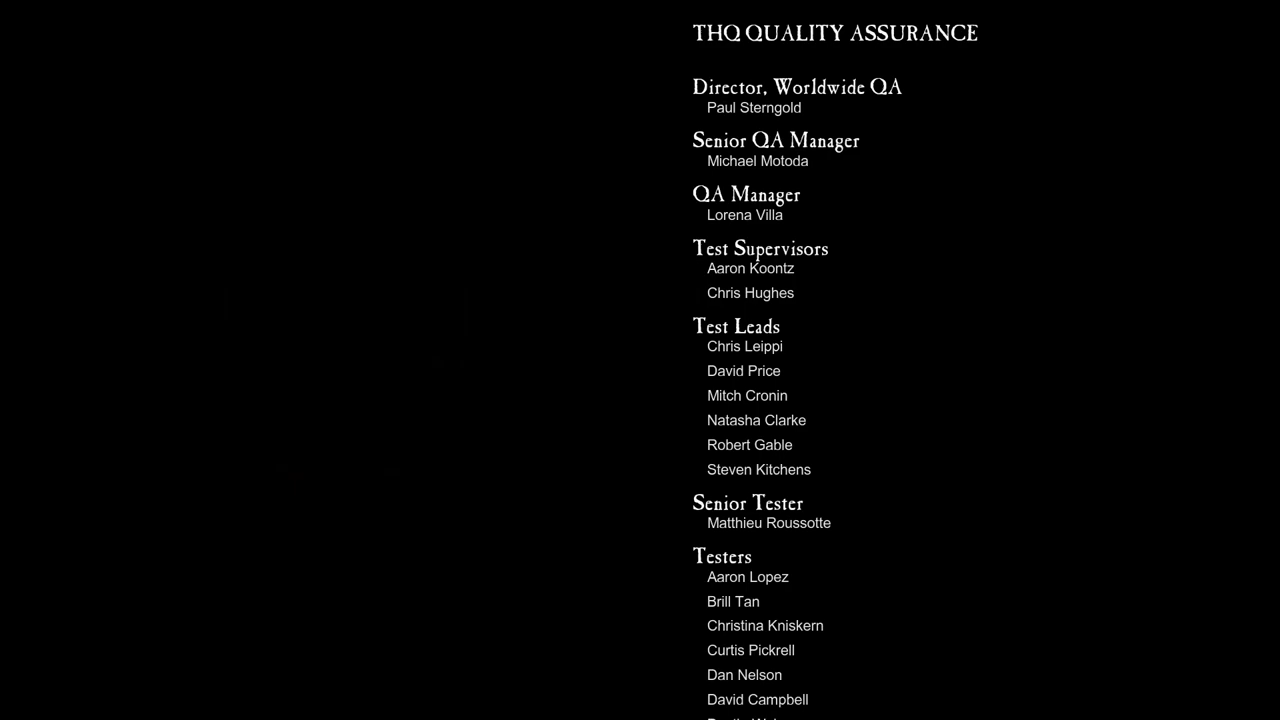 THQ QUALITY ASSURANCE
Director, Worldwide QA
Paul Sterngold
Senior QA Manager
Michael Motoda
QA Manager
Lorena Villa
Test Supervisors
Aaron Koontz
Chris Hughes
Test Leads
Chris Leippi
David Price
Mitch Cronin
Natasha Clarke
Robert Gable
Steven Kitchens
Senior Tester
Matthieu Roussotte
Testers
Aaron Lopez
Brill Tan
Christina Kniskern
Curtis Pickrell
Dan Nelson
David Campbell